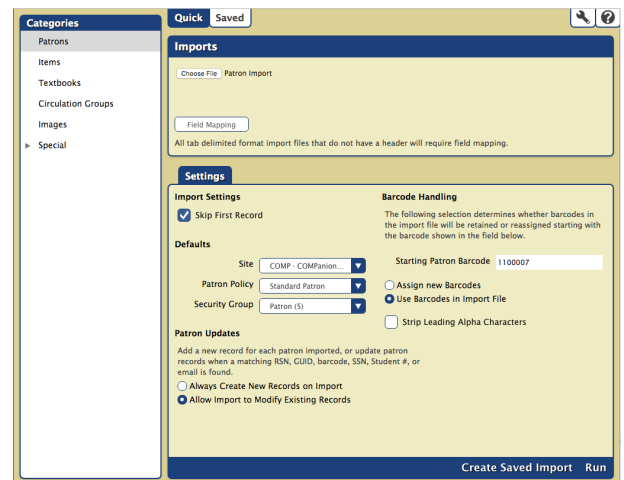 Categories
Patrons
Items
Textbooks
Circulation Groups
Images
Special
Quick Saved
Imports
Choose File Patron Import
Field Mapping
All tab delimited format import files that do not have a header will require field mapping.
Settings
Import Settings
Skip First Record
Defaults
Site COMP - COMPanion...
Patron Policy Standard Patron
Security Group Patron (5)
Patron Updates
Add a new record for each patron imported, or update patron
records when a matching RSN, GUID, barcode, SSN, Student #, or
email is found.
Always Create New Records on Import
Allow Import to Modify Existing Records
Barcode Handling
The following selection determines whether barcodes in
the import file will be retained or reassigned starting with
the barcode shown in the field below.
Starting Patron Barcode 1100007
Assign new Barcodes
Use Barcodes in Import File
Strip Leading Alpha Characters
Create Saved Import Run